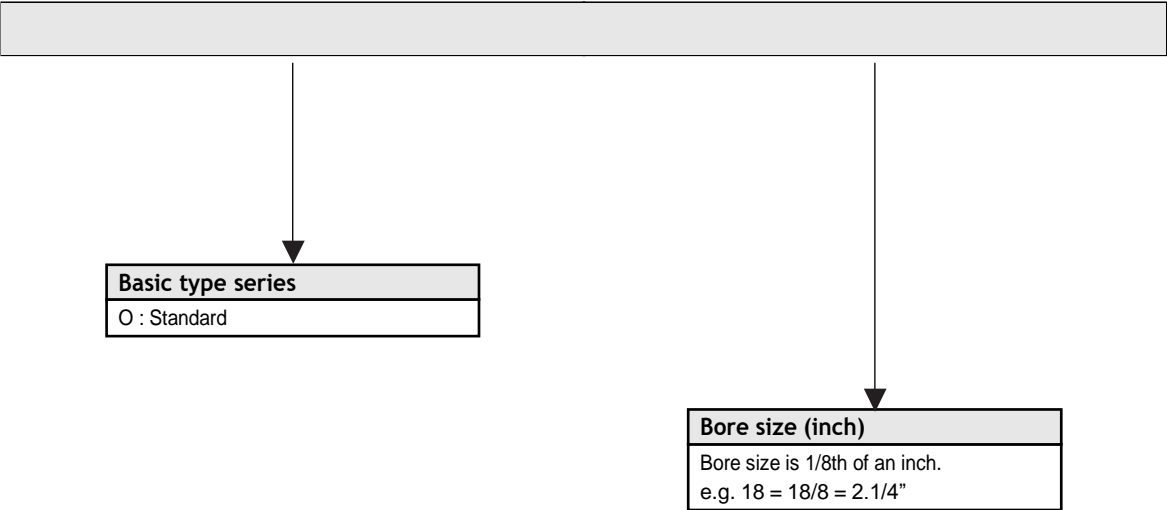 Basic type series
O : Standard
Bore size (inch)
Bore size is 1/8th of an inch.
e.g. 18 = 18/8 = 2.1/4”